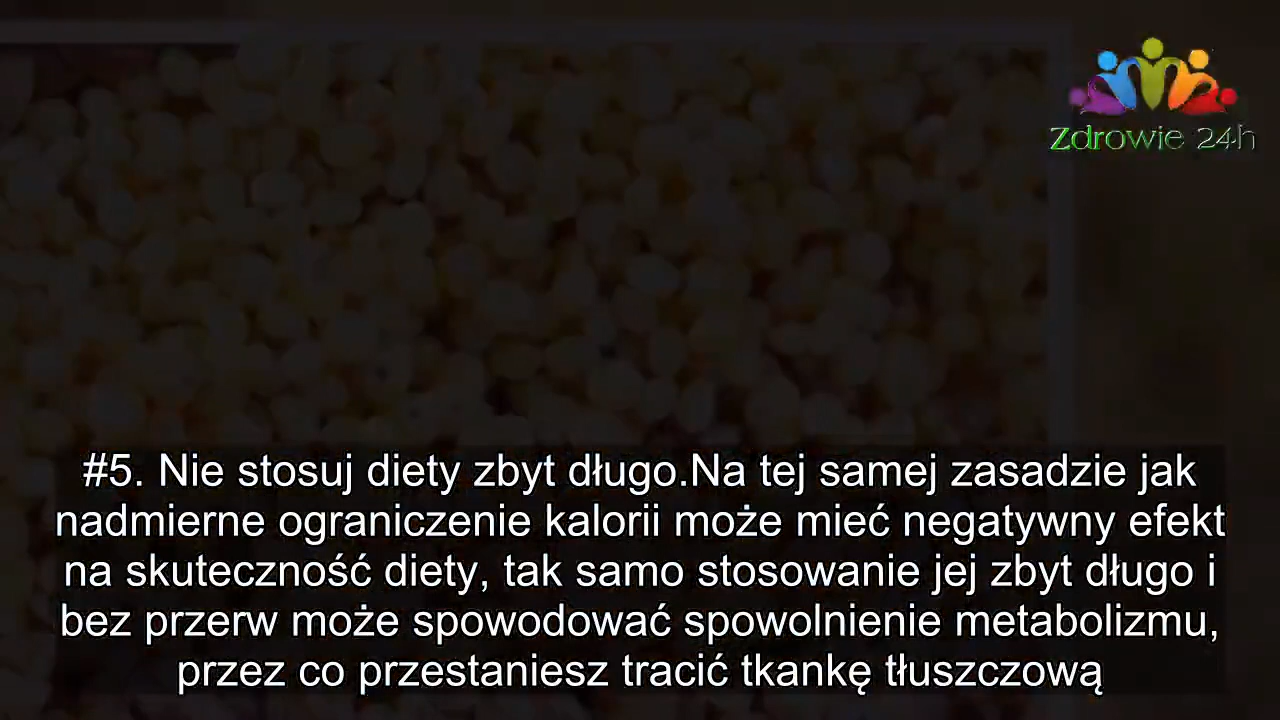 Zdrowie 24h
#5. Nie stosuj diety zbyt długo.Na tej samej zasadzie jak
nadmierne ograniczenie kalorii może mieć negatywny efekt
na skuteczność diety, tak samo stosowanie jej zbyt długo i
bez przerw może spowodować spowolnienie metabolizmu,
przez co przestaniesz tracić tkankę tłuszczową